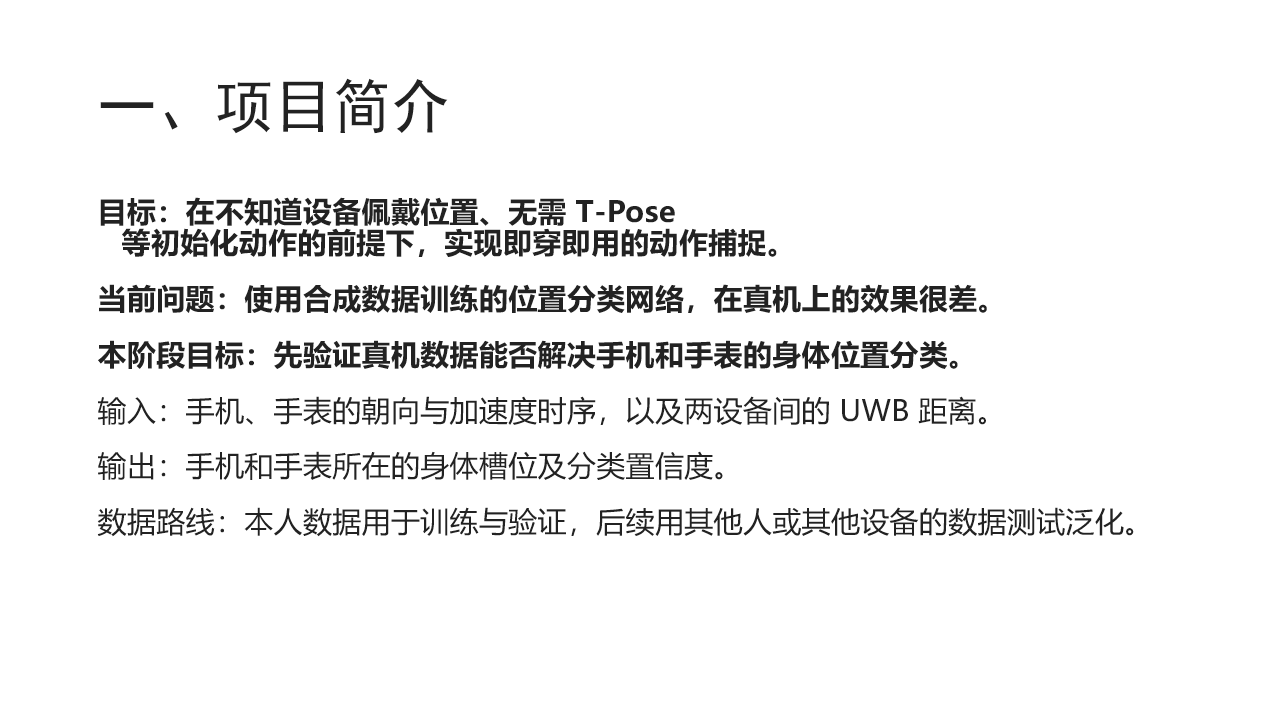 一、项目简介
目标：在不知道设备佩戴位置、无需 T-Pose
等初始化动作的前提下，实现即穿即用的动作捕捉。
当前问题：使用合成数据训练的位置分类网络，在真机上的效果很差。
本阶段目标：先验证真机数据能否解决手机和手表的身体位置分类。
输入：手机、手表的朝向与加速度时序，以及两设备间的 UWB 距离。
输出：手机和手表所在的身体槽位及分类置信度。
数据路线：本人数据用于训练与验证，后续用其他人或其他设备的数据测试泛化。